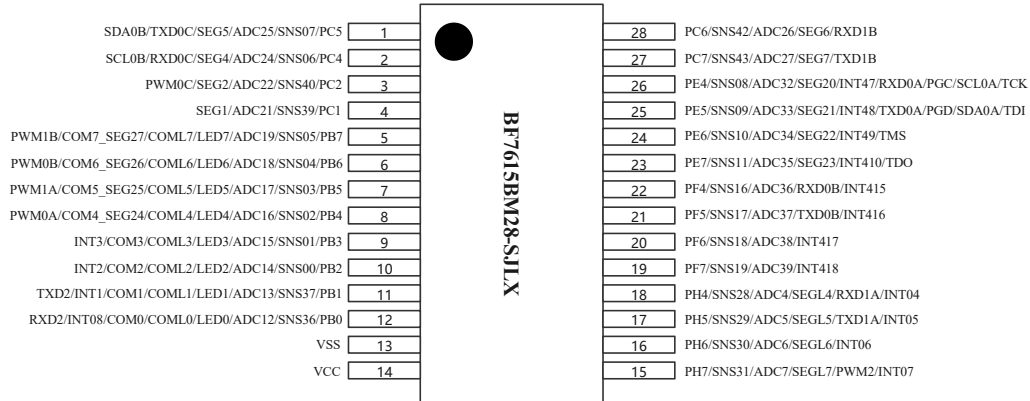 SDA0B/TXD0C/SEG5/ADC25/SNS07/PC5 1
SCL0B/RXD0C/SEG4/ADC24/SNS06/PC4 2
PWM0C/SEG2/ADC22/SNS40/PC2 3
SEG1/ADC21/SNS39/PC1 4
PWM1B/COM7_SEG27/COML7/LED7/ADC19/SNS05/PB7 5
PWM0B/COM6_SEG26/COML6/LED6/ADC18/SNS04/PB6 6
PWM1A/COM5_SEG25/COML5/LED5/ADC17/SNS03/PB5 7
PWM0A/COM4_SEG24/COML4/LED4/ADC16/SNS02/PB4 8
INT3/COM3/COML3/LED3/ADC15/SNS01/PB3 9
INT2/COM2/COML2/LED2/ADC14/SNS00/PB2 10
TXD2/INT1/COM1/COML1/LED1/ADC13/SNS37/PB1 11
RXD2/INT08/COM0/COML0/LED0/ADC12/SNS36/PB0 12
VSS 13
VCC 14
BF7615BM28-SJLX
28 PC6/SNS42/ADC26/SEG6/RXD1B
27 PC7/SNS43/ADC27/SEG7/TXD1B
26 PE4/SNS08/ADC32/SEG20/INT47/RXD0A/PGC/SCL0A/TCK
25 PE5/SNS09/ADC33/SEG21/INT48/TXD0A/PGD/SDA0A/TDI
24 PE6/SNS10/ADC34/SEG22/INT49/TMS
23 PE7/SNS11/ADC35/SEG23/INT410/TDO
22 PF4/SNS16/ADC36/RXD0B/INT415
21 PF5/SNS17/ADC37/TXD0B/INT416
20 PF6/SNS18/ADC38/INT417
19 PF7/SNS19/ADC39/INT418
18 PH4/SNS28/ADC4/SEGL4/RXD1A/INT04
17 PH5/SNS29/ADC5/SEGL5/TXD1A/INT05
16 PH6/SNS30/ADC6/SEGL6/INT06
15 PH7/SNS31/ADC7/SEGL7/PWM2/INT07